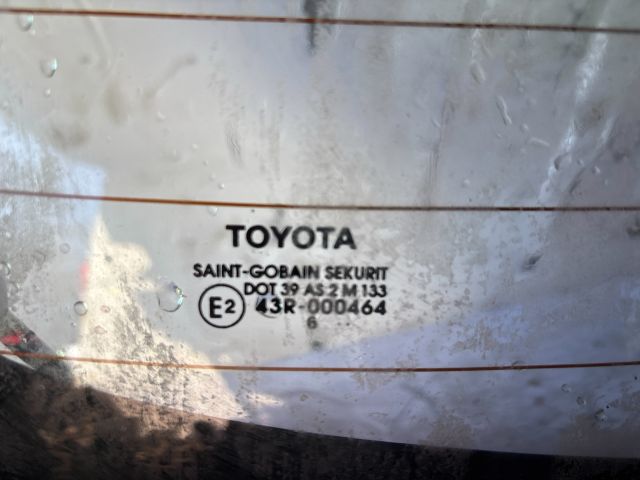 TOYOTA
SAINT-GOBAIN SEKURIT
DOT 39 AS 2 M 133
E2 43R-000464
6